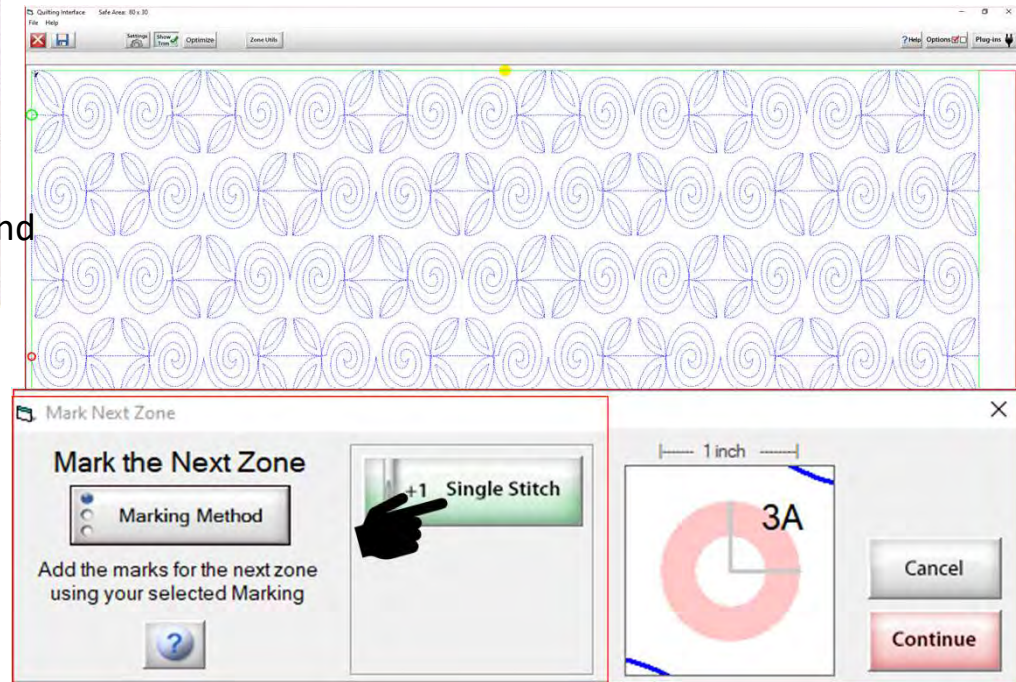 Quilting Interface Safe Area: 80 x 30
File Help
Settings Show Trim Optimize Zone Utils ?Help Options Plug-ins
nd
Mark Next Zone
Mark the Next Zone
Marking Method
Add the marks for the next zone
using your selected Marking
?
+1 Single Stitch
1 inch
3A
Cancel
Continue